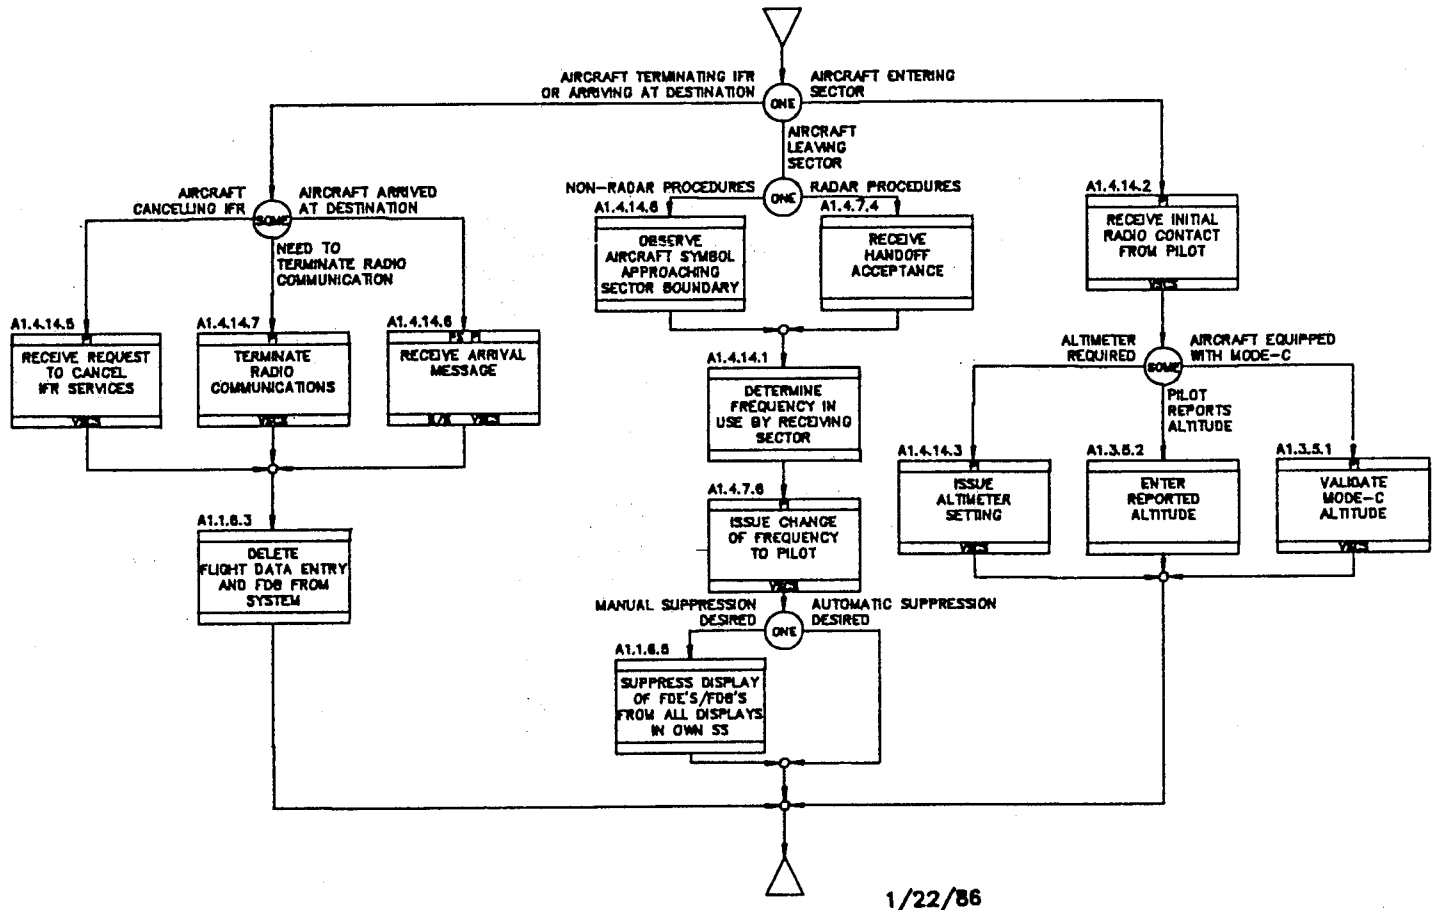 AIRCRAFT TERMINATING IFR
OR ARRIVING AT DESTINATION
ONE
AIRCRAFT ENTERING
SECTOR
AIRCRAFT
LEAVING
SECTOR
AIRCRAFT
CANCELLING IFR
SOME
AIRCRAFT ARRIVED
AT DESTINATION
NEED TO
TERMINATE RADIO
COMMUNICATION
NON-RADAR PROCEDURES
ONE
RADAR PROCEDURES
A1.4.14.2
RECEIVE INITIAL
RADIO CONTACT
FROM PILOT
VSCS
A1.4.14.6
OBSERVE
AIRCRAFT SYMBOL
APPROACHING
SECTOR BOUNDARY
A1.4.7.4
RECEIVE
HANDOFF
ACCEPTANCE
A1.4.14.5
RECEIVE REQUEST
TO CANCEL
IFR SERVICES
VSCS
A1.4.14.7
TERMINATE
RADIO
COMMUNICATIONS
VSCS
A1.4.14.6
RECEIVE ARRIVAL
MESSAGE
VSCS
A1.4.14.1
DETERMINE
FREQUENCY IN
USE BY RECEIVING
SECTOR
ALTIMETER
REQUIRED
SOME
AIRCRAFT EQUIPPED
WITH MODE-C
PILOT
REPORTS
ALTITUDE
A1.4.14.3
ISSUE
ALTIMETER
SETTING
VSCS
A1.3.5.2
ENTER
REPORTED
ALTITUDE
A1.3.5.1
VALIDATE
MODE-C
ALTITUDE
VSCS
A1.1.6.3
DELETE
FLIGHT DATA ENTRY
AND FDB FROM
SYSTEM
A1.4.7.6
ISSUE CHANGE
OF FREQUENCY
TO PILOT
VSCS
MANUAL SUPPRESSION
DESIRED
ONE
AUTOMATIC SUPPRESSION
DESIRED
A1.1.6.6
SUPPRESS DISPLAY
OF FDE'S/FDB'S
FROM ALL DISPLAYS
IN OWN SS
1/22/86